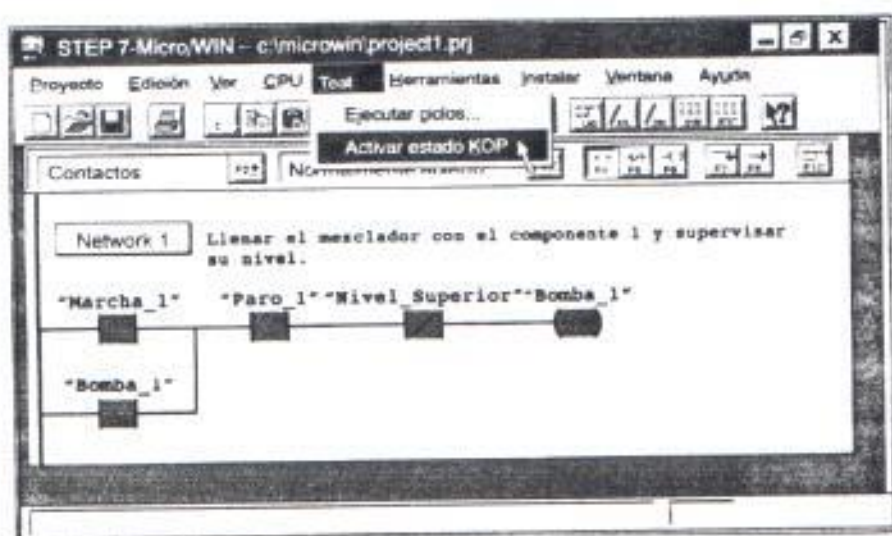 STEP 7-Micro/WIN – c:\microwin\project1.prj
Proyecto Edición Ver CPU Test Herramientas Instalar Ventana Ayuda
Ejecutar ciclos...
Activar estado KOP
Contactos F2
Network 1 Llenar el mesclador con el componente 1 y supervisar
su nivel.
"Marcha_1" "Paro_1" "Nivel_Superior" "Bomba_1"
"Bomba_1"